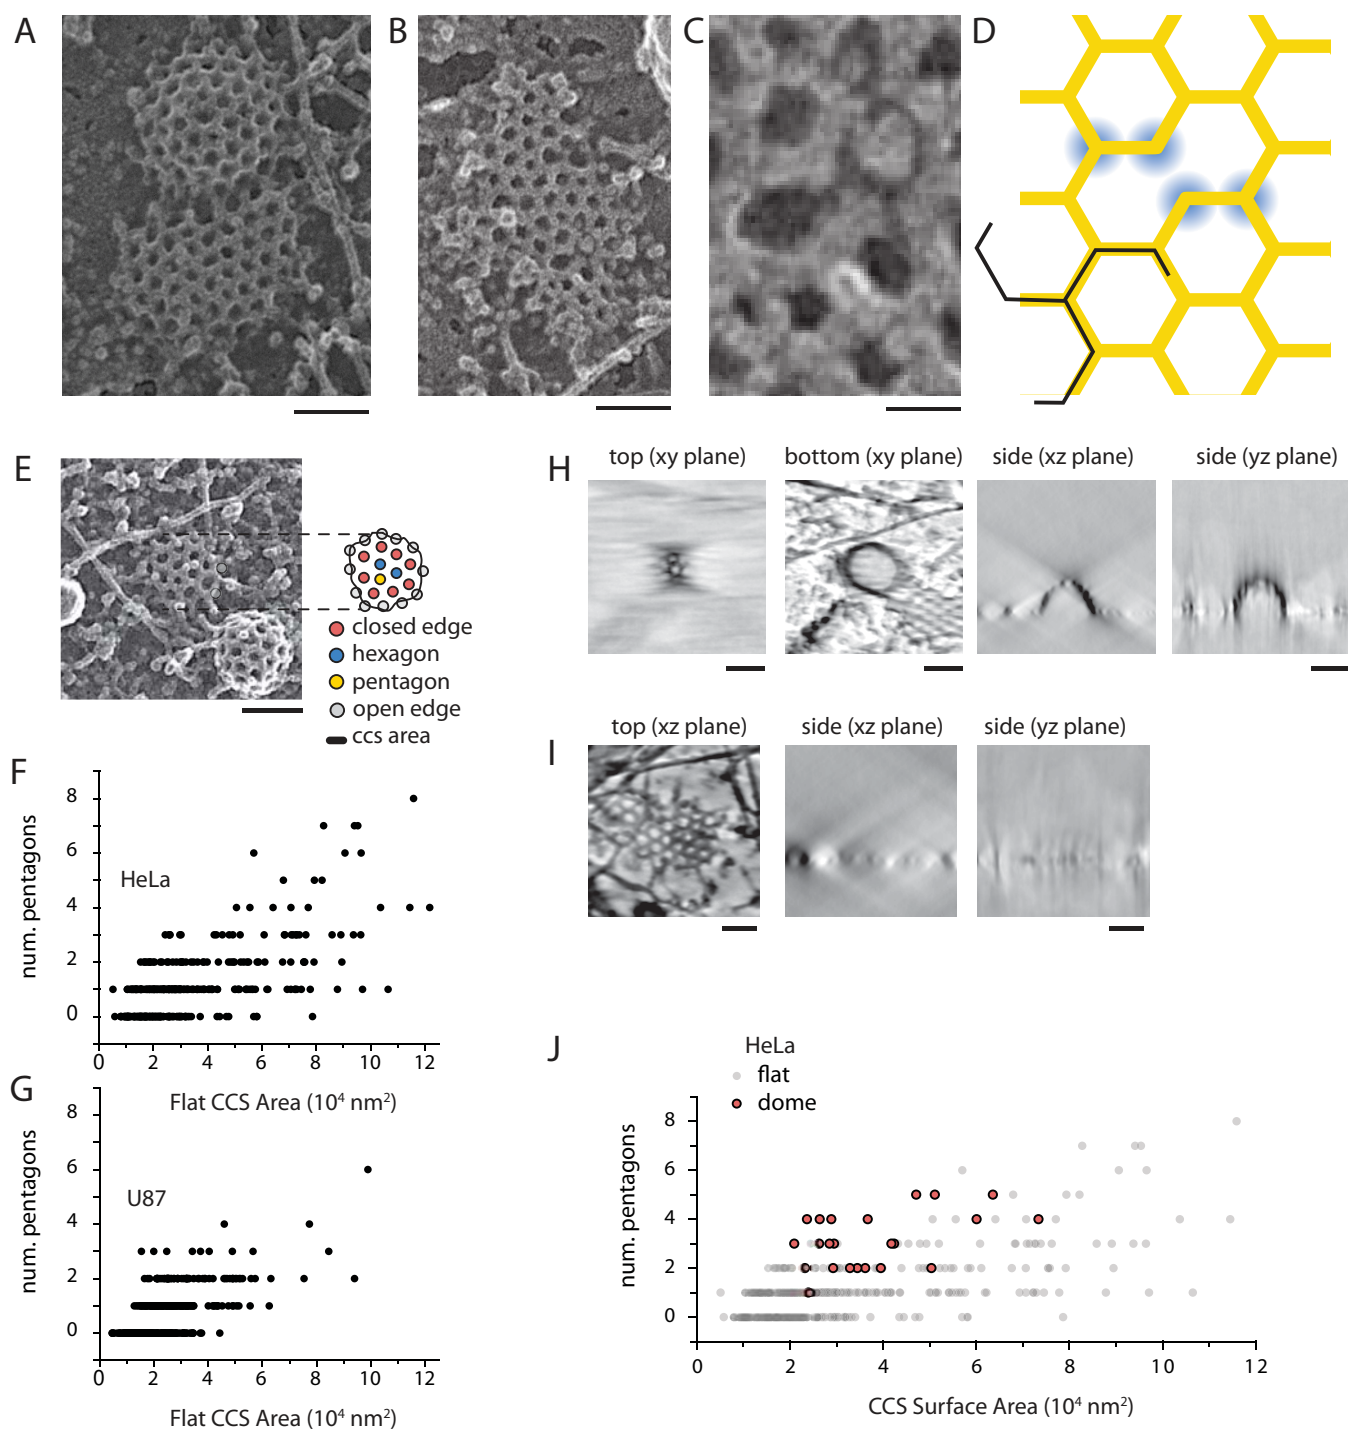 A
B
C
D
E
closed edge
hexagon
pentagon
open edge
ccs area
H
top (xy plane)
bottom (xy plane)
side (xz plane)
side (yz plane)
I
top (xz plane)
side (xz plane)
side (yz plane)
F
num. pentagons
8
6
4
2
0
HeLa
0
2
4
6
8
10
12
Flat CCS Area (10⁴ nm²)
G
num. pentagons
8
6
4
2
0
U87
0
2
4
6
8
10
12
Flat CCS Area (10⁴ nm²)
J
HeLa
flat
dome
num. pentagons
8
6
4
2
0
0
2
4
6
8
10
12
CCS Surface Area (10⁴ nm²)